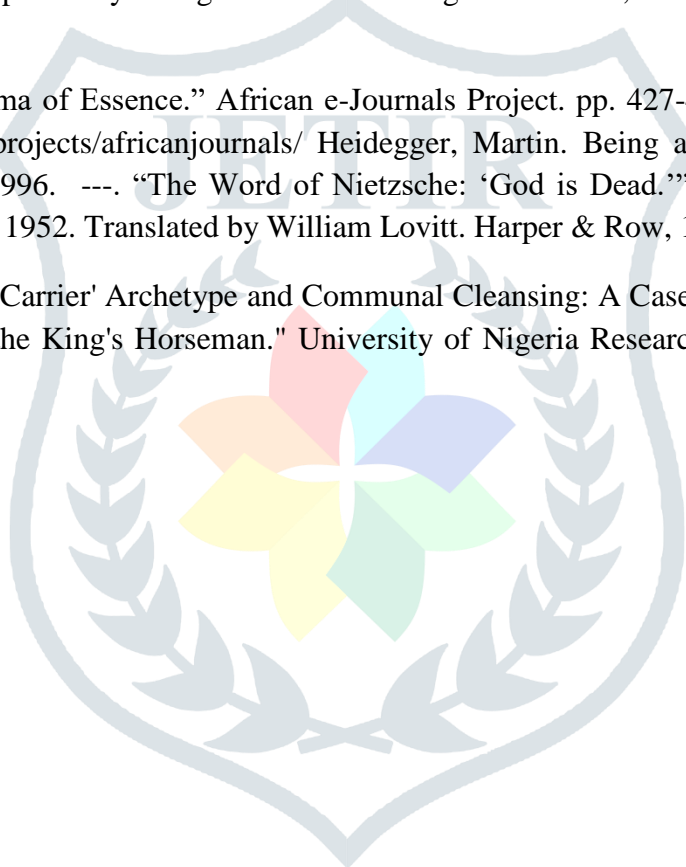 ma of Essence.” African e-Journals Project. pp. 427-
projects/africanjournals/ Heidegger, Martin. Being a
996. ---. “The Word of Nietzsche: ‘God is Dead.’”
1952. Translated by William Lovitt. Harper & Row, 1
Carrier' Archetype and Communal Cleansing: A Case
he King's Horseman." University of Nigeria Researc
JETIR